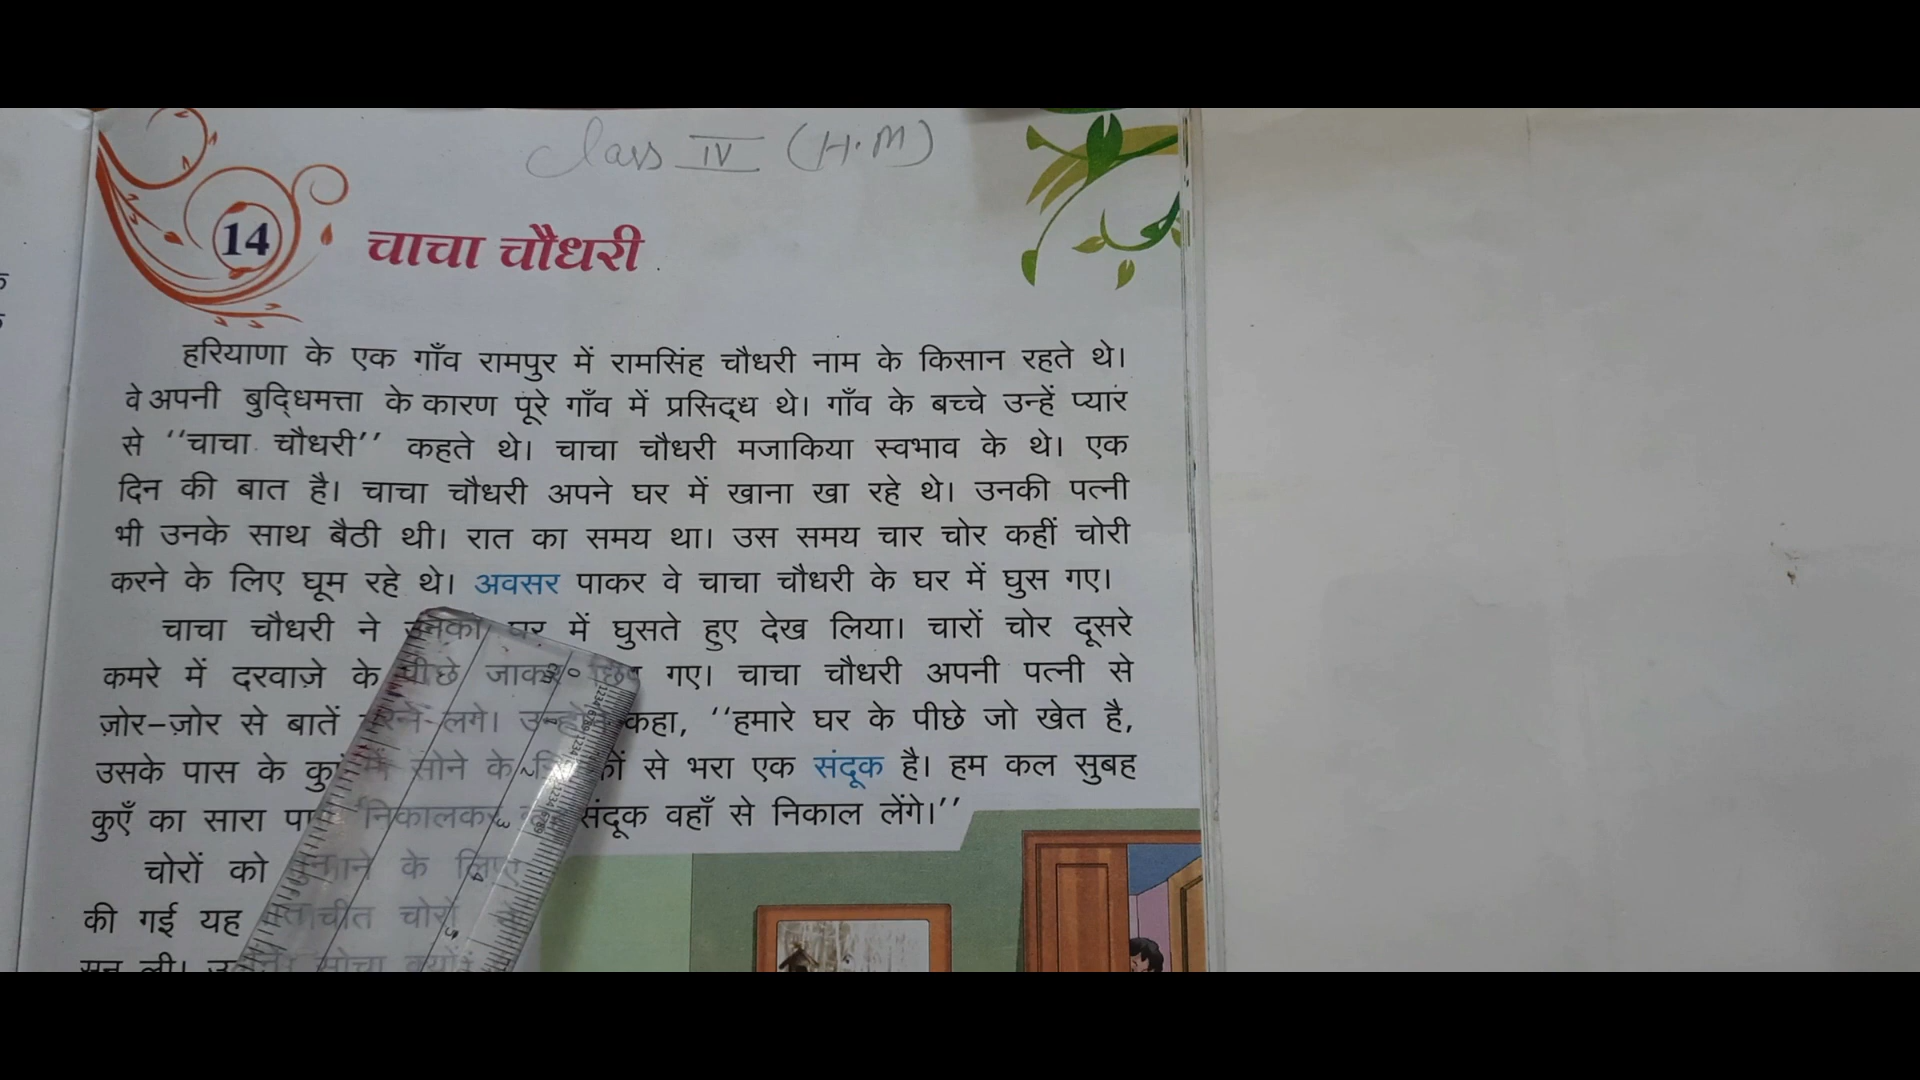 Class IV (H.M)
14 चाचा चौधरी
हरियाणा के एक गाँव रामपुर में रामसिंह चौधरी नाम के किसान रहते थे।
वे अपनी बुद्धिमत्ता के कारण पूरे गाँव में प्रसिद्ध थे। गाँव के बच्चे उन्हें प्यार
से ‘‘चाचा चौधरी’’ कहते थे। चाचा चौधरी मजाकिया स्वभाव के थे। एक
दिन की बात है। चाचा चौधरी अपने घर में खाना खा रहे थे। उनकी पत्नी
भी उनके साथ बैठी थी। रात का समय था। उस समय चार चोर कहीं चोरी
करने के लिए घूम रहे थे। अवसर पाकर वे चाचा चौधरी के घर में घुस गए।
चाचा चौधरी ने उनको घर में घुसते हुए देख लिया। चारों चोर दूसरे
कमरे में दरवाज़े के पीछे जाकर छिप गए। चाचा चौधरी अपनी पत्नी से
ज़ोर-ज़ोर से बातें करने लगे। उन्होंने कहा, ‘‘हमारे घर के पीछे जो खेत है,
उसके पास के में सोने के से भरा एक संदूक है। हम कल सुबह
कुएँ का सारा निकालकर संदूक वहाँ से निकाल लेंगे।’’
चोरों को के लिए
की गई यह बातचीत चोरों
सुन ली। सोचा क्यों